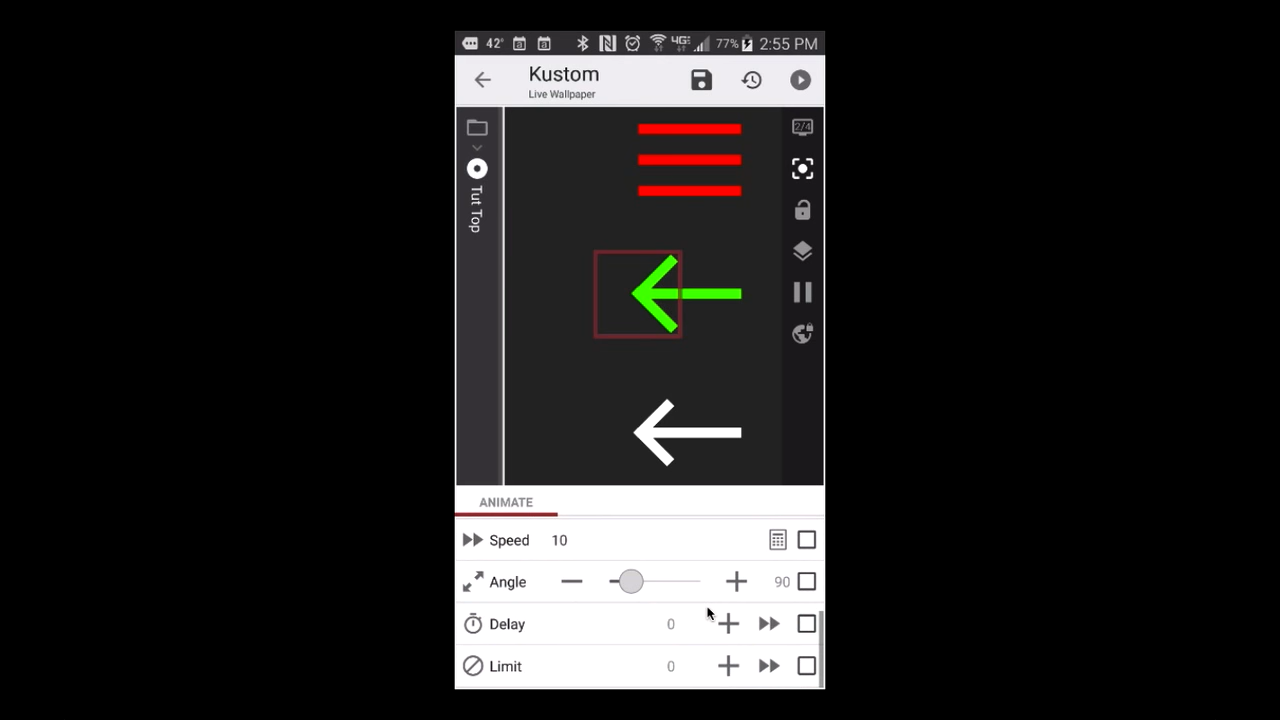 42° 4G 77% 2:55 PM
Kustom
Live Wallpaper
2/4
Tut Top
ANIMATE
Speed 10
Angle 90
Delay 0
Limit 0